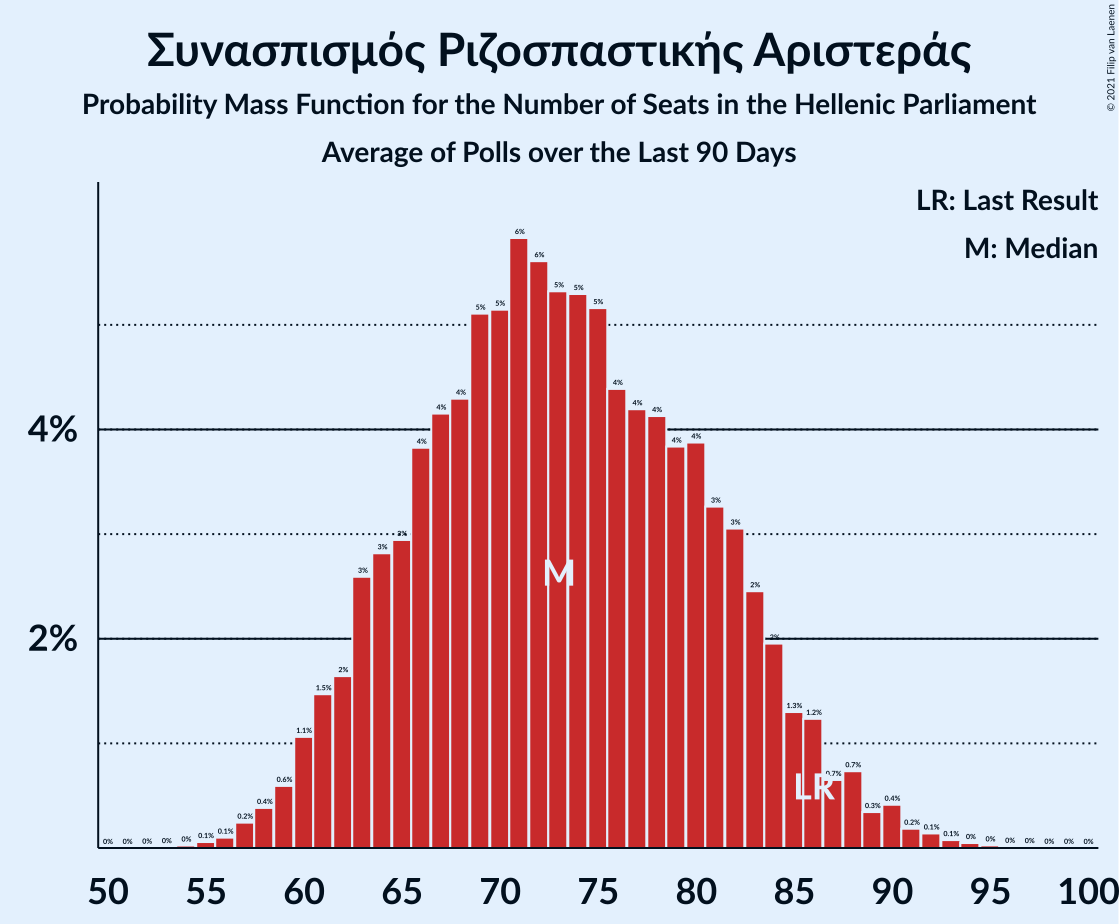 Συνασπισμός Ριζοσπαστικής Αριστεράς
Probability Mass Function for the Number of Seats in the Hellenic Parliament
Average of Polls over the Last 90 Days
© 2021 Filip van Laenen
LR: Last Result
M: Median
4%
2%
0% 0% 0% 0% 0% 0.1% 0.1% 0.2% 0.4% 0.6% 1.1% 1.5% 2% 3% 3% 3% 4% 4% 4% 5% 5% 6% 6% 5% 5% 5% 4% 4% 4% 4% 4% 3% 3% 2% 2% 1.3% 1.2% 0.7% 0.7% 0.3% 0.4% 0.2% 0.1% 0.1% 0% 0% 0% 0% 0% 0% 0%
M
LR
50 55 60 65 70 75 80 85 90 95 100